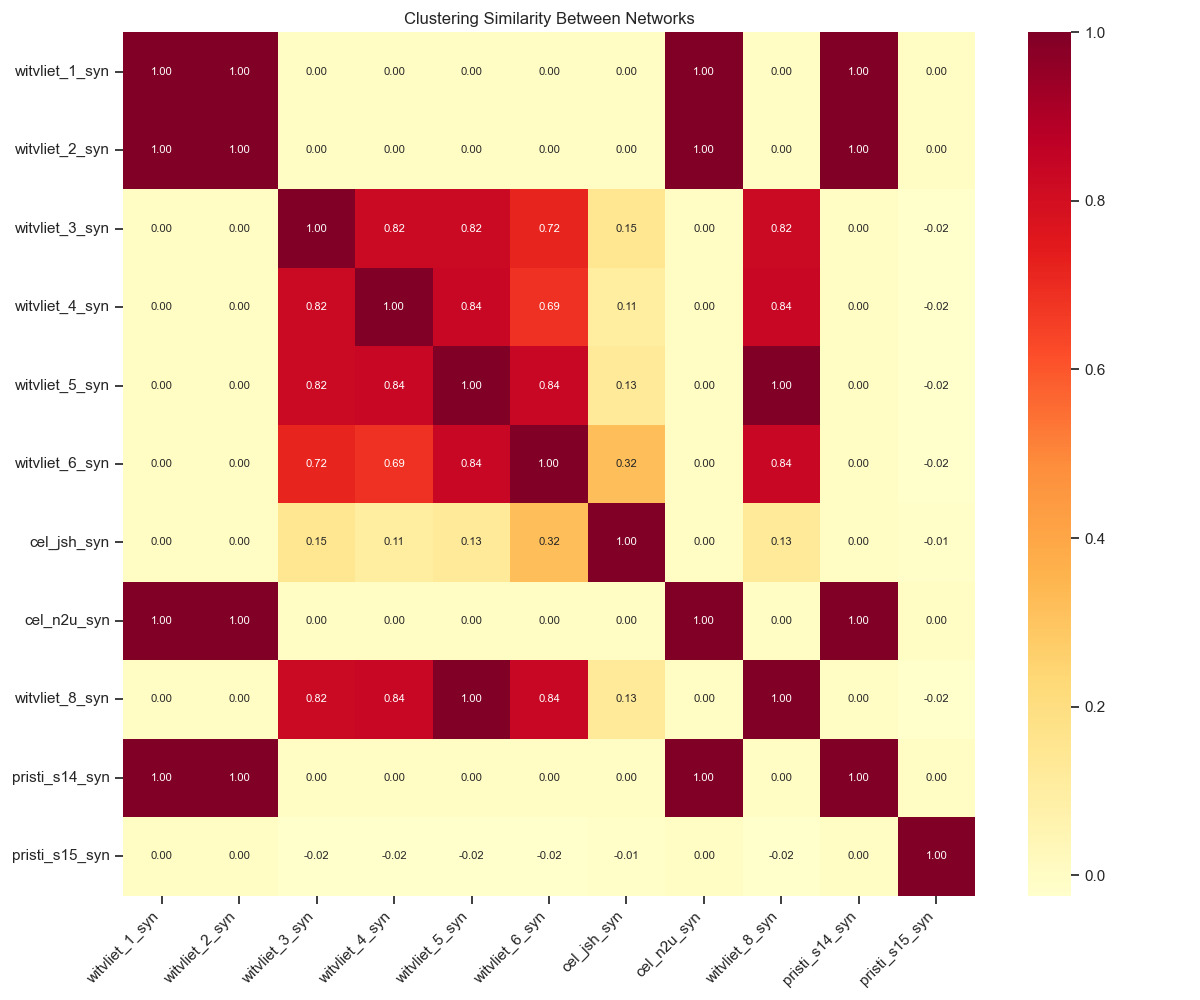 Clustering Similarity Between Networks
witvliet_1_syn 1.00 1.00 0.00 0.00 0.00 0.00 0.00 1.00 0.00 1.00 0.00
witvliet_2_syn 1.00 1.00 0.00 0.00 0.00 0.00 0.00 1.00 0.00 1.00 0.00
witvliet_3_syn 0.00 0.00 1.00 0.82 0.82 0.72 0.15 0.00 0.82 0.00 -0.02
witvliet_4_syn 0.00 0.00 0.82 1.00 0.84 0.69 0.11 0.00 0.84 0.00 -0.02
witvliet_5_syn 0.00 0.00 0.82 0.84 1.00 0.84 0.13 0.00 1.00 0.00 -0.02
witvliet_6_syn 0.00 0.00 0.72 0.69 0.84 1.00 0.32 0.00 0.84 0.00 -0.02
cel_jsh_syn 0.00 0.00 0.15 0.11 0.13 0.32 1.00 0.00 0.13 0.00 -0.01
cel_n2u_syn 1.00 1.00 0.00 0.00 0.00 0.00 0.00 1.00 0.00 1.00 0.00
witvliet_8_syn 0.00 0.00 0.82 0.84 1.00 0.84 0.13 0.00 1.00 0.00 -0.02
pristi_s14_syn 1.00 1.00 0.00 0.00 0.00 0.00 0.00 1.00 0.00 1.00 0.00
pristi_s15_syn 0.00 0.00 -0.02 -0.02 -0.02 -0.02 -0.01 0.00 -0.02 0.00 1.00
witvliet_1_syn witvliet_2_syn witvliet_3_syn witvliet_4_syn witvliet_5_syn witvliet_6_syn cel_jsh_syn cel_n2u_syn witvliet_8_syn pristi_s14_syn pristi_s15_syn
1.0
0.8
0.6
0.4
0.2
0.0